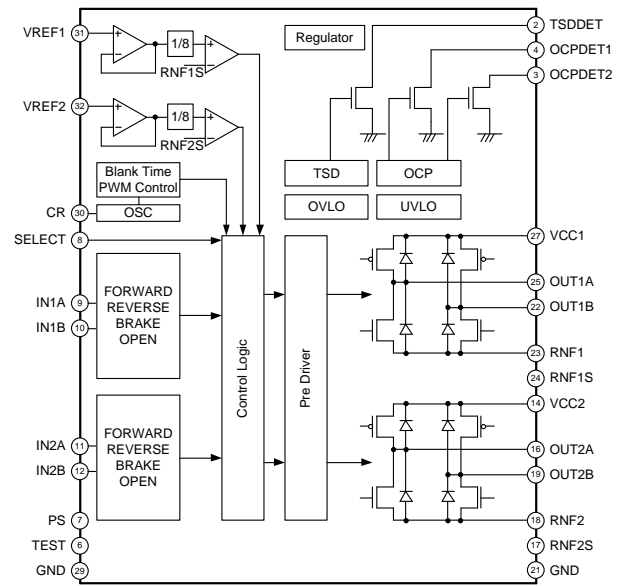 VREF1 31
VREF2 32
CR 30
SELECT 8
IN1A 9
IN1B 10
IN2A 11
IN2B 12
PS 7
TEST 6
GND 29
+
−
1/8
+
−
RNF1S
+
−
1/8
+
−
RNF2S
Blank Time
PWM Control
OSC
FORWARD
REVERSE
BRAKE
OPEN
FORWARD
REVERSE
BRAKE
OPEN
Control Logic
Pre Driver
Regulator
TSD
OCP
OVLO
UVLO
2 TSDDET
4 OCPDET1
3 OCPDET2
27 VCC1
25 OUT1A
22 OUT1B
23 RNF1
24 RNF1S
14 VCC2
16 OUT2A
19 OUT2B
18 RNF2
17 RNF2S
21 GND